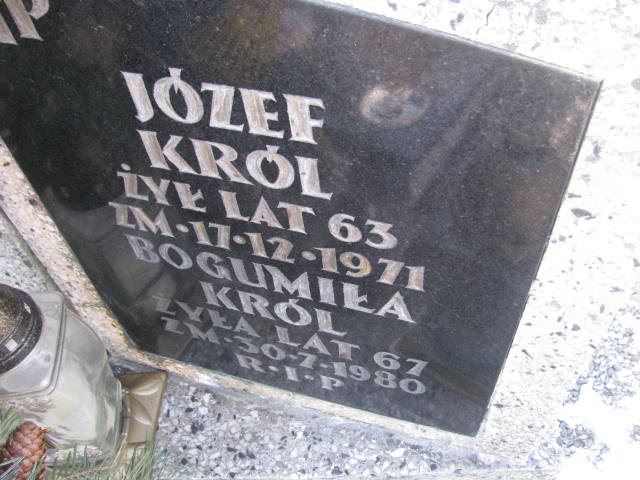 JÓZEF
KRÓL
ŻYŁ LAT 63
ZM·17·12·1971
BOGUMIŁA
KRÓL
ŻYŁA LAT 67
ZM·30·7·1980
R·I·P